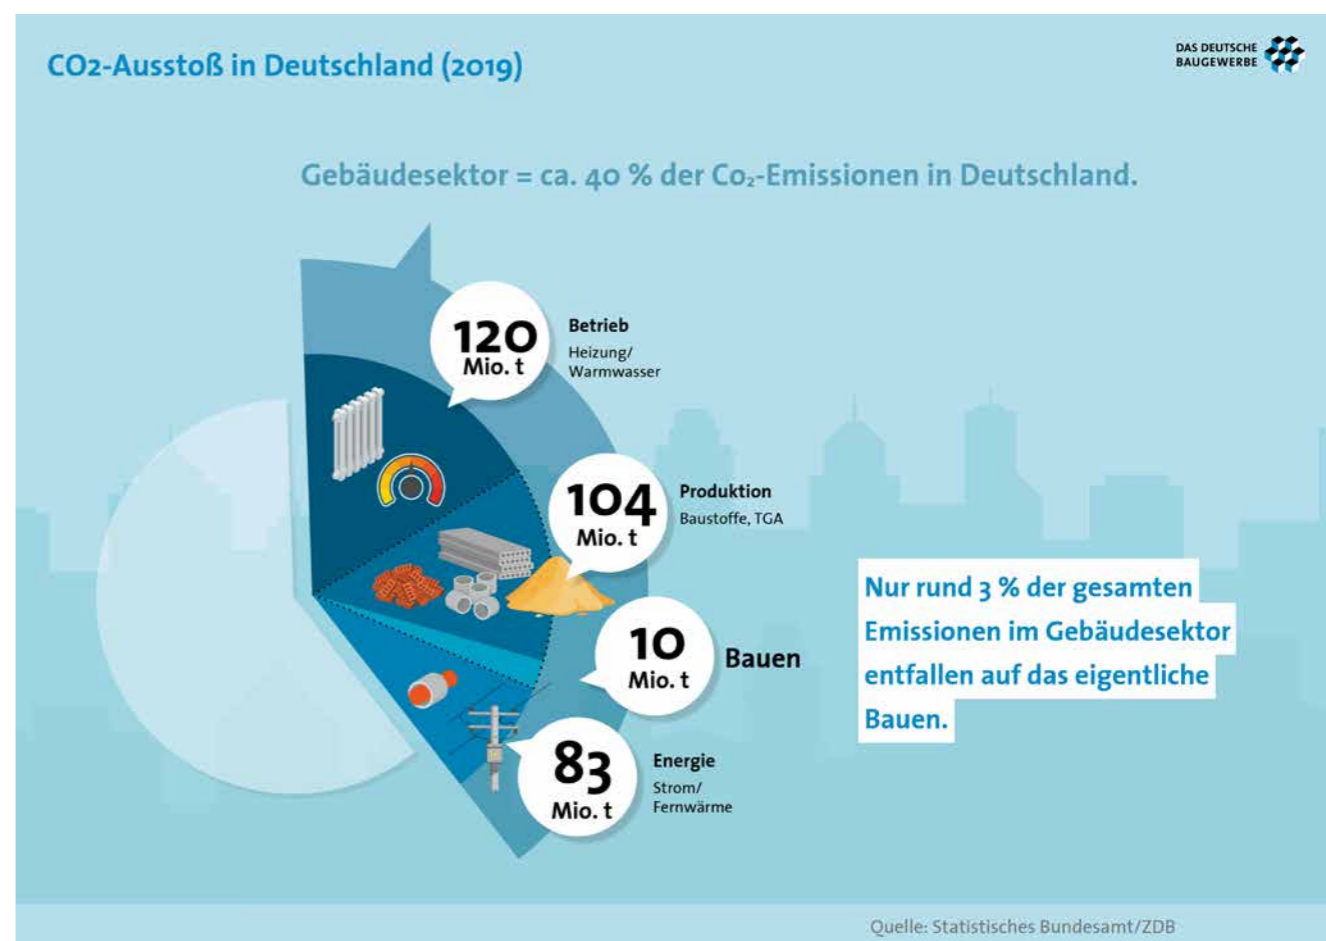 CO2-Ausstoß in Deutschland (2019)
DAS DEUTSCHE
BAUGEWERBE
Gebäudesektor = ca. 40 % der Co₂-Emissionen in Deutschland.
120
Mio. t
Betrieb
Heizung/
Warmwasser
104
Mio. t
Produktion
Baustoffe, TGA
10
Mio. t
Bauen
83
Mio. t
Energie
Strom/
Fernwärme
Nur rund 3 % der gesamten
Emissionen im Gebäudesektor
entfallen auf das eigentliche
Bauen.
Quelle: Statistisches Bundesamt/ZDB